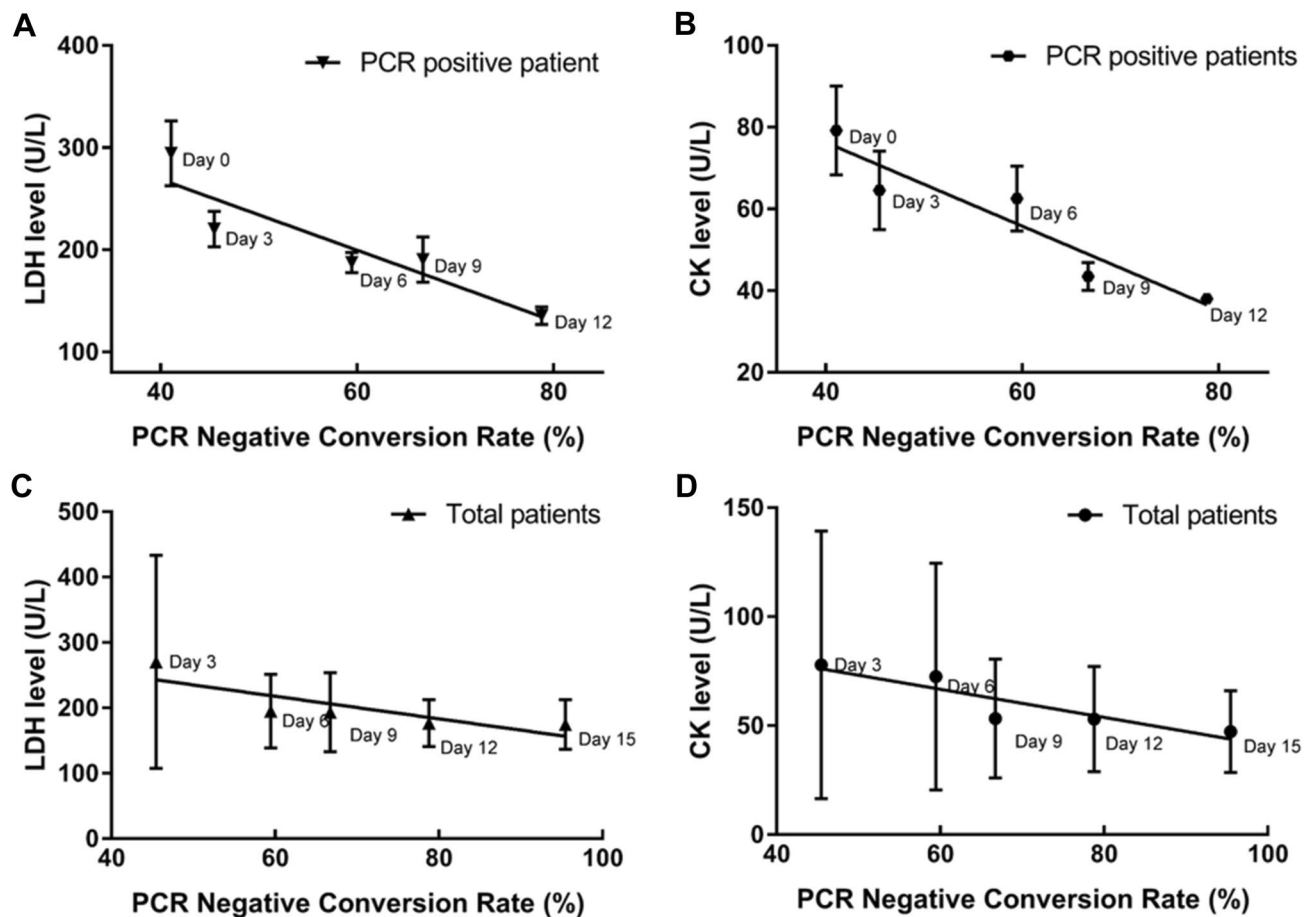 A
LDH level (U/L)
400
300
200
100
PCR positive patient
Day 0
Day 3
Day 6
Day 9
Day 12
40
60
80
PCR Negative Conversion Rate (%)
B
CK level (U/L)
100
80
60
40
20
PCR positive patients
Day 0
Day 3
Day 6
Day 9
Day 12
40
60
80
PCR Negative Conversion Rate (%)
C
LDH level (U/L)
500
400
300
200
100
0
Total patients
Day 3
Day 6
Day 9
Day 12
Day 15
40
60
80
100
PCR Negative Conversion Rate (%)
D
CK level (U/L)
150
100
50
0
Total patients
Day 3
Day 6
Day 9
Day 12
Day 15
40
60
80
100
PCR Negative Conversion Rate (%)